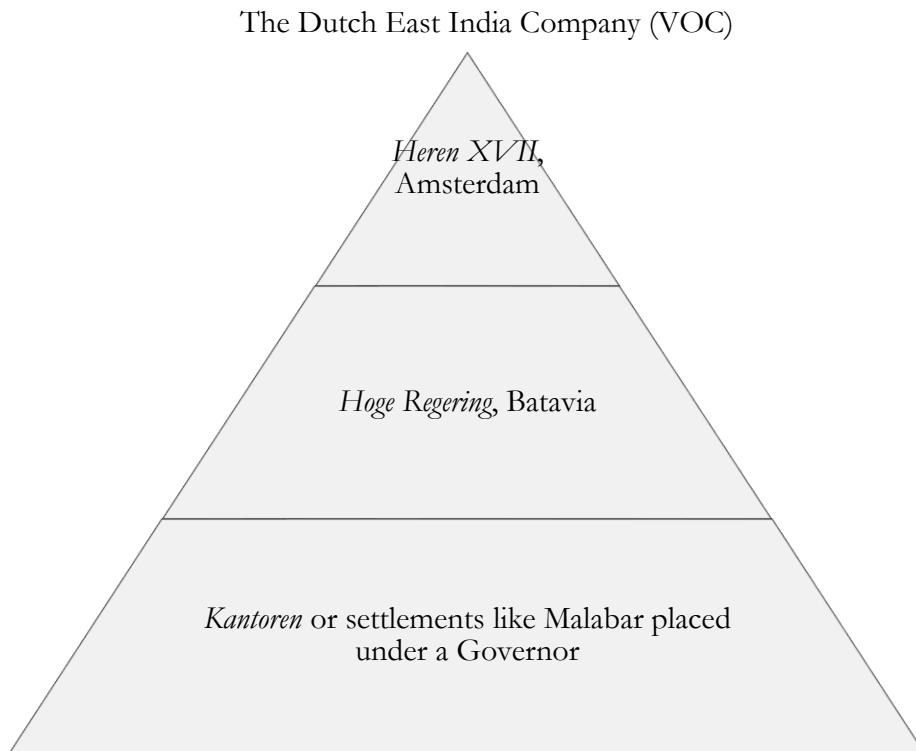 The Dutch East India Company (VOC)
Heren XVII,
Amsterdam
Hoge Regering, Batavia
Kantoren or settlements like Malabar placed
under a Governor